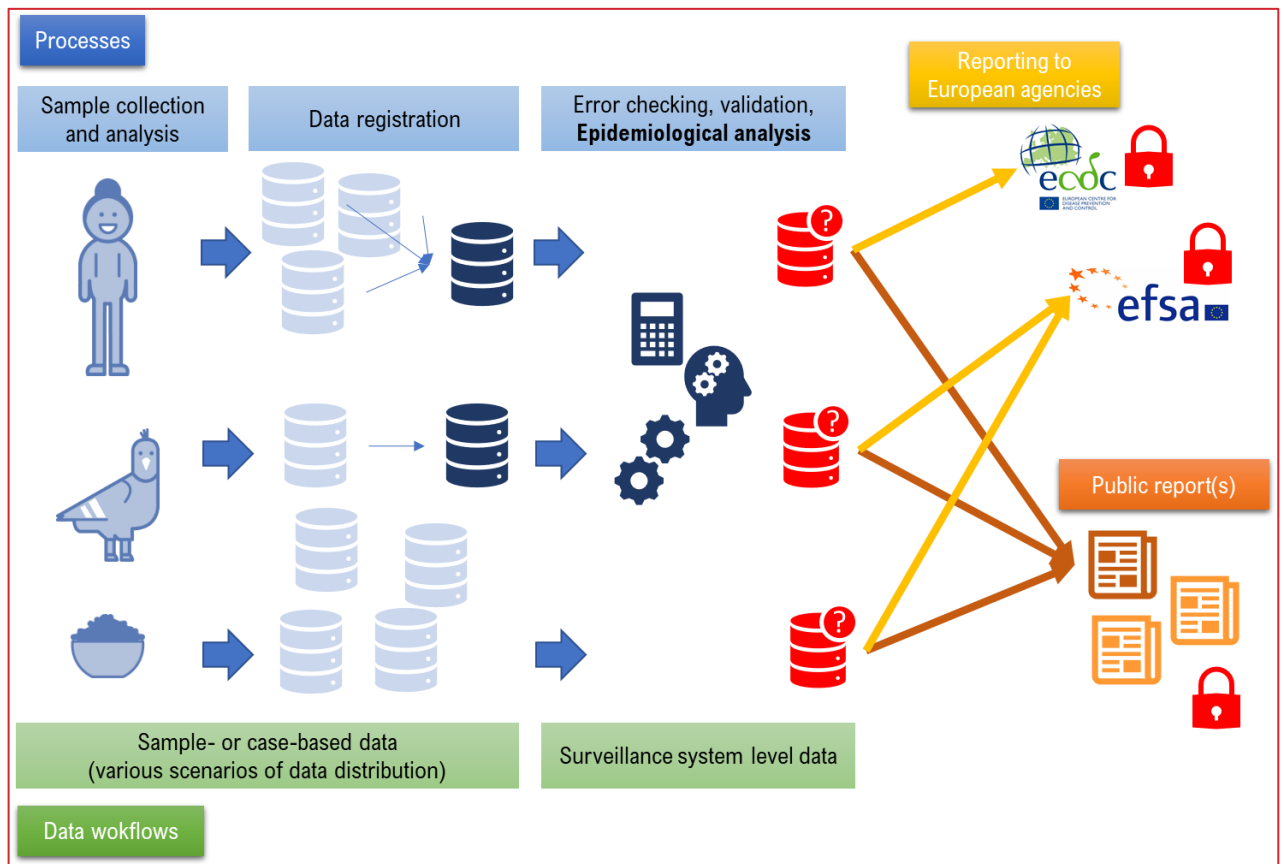 Processes
Reporting to
European agencies
Sample collection
and analysis
Data registration
Error checking, validation,
Epidemiological analysis
ecdc
EUROPEAN CENTRE FOR
DISEASE PREVENTION
AND CONTROL
?
efsa
?
Public report(s)
?
Sample- or case-based data
(various scenarios of data distribution)
Surveillance system level data
Data wokflows